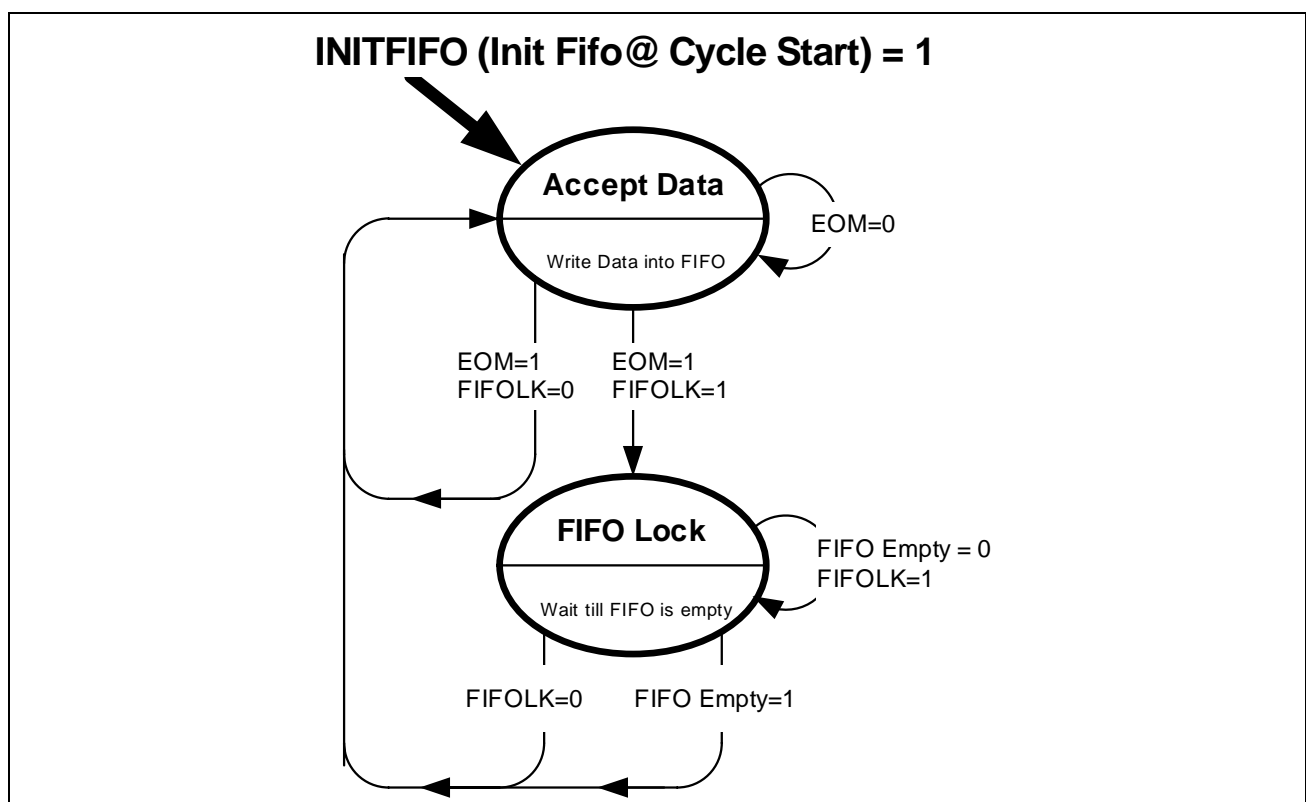 INITFIFO (Init Fifo@ Cycle Start) = 1
Accept Data
EOM=0
Write Data into FIFO
EOM=1
FIFOLK=0
EOM=1
FIFOLK=1
FIFO Lock
FIFO Empty = 0
FIFOLK=1
Wait till FIFO is empty
FIFOLK=0
FIFO Empty=1